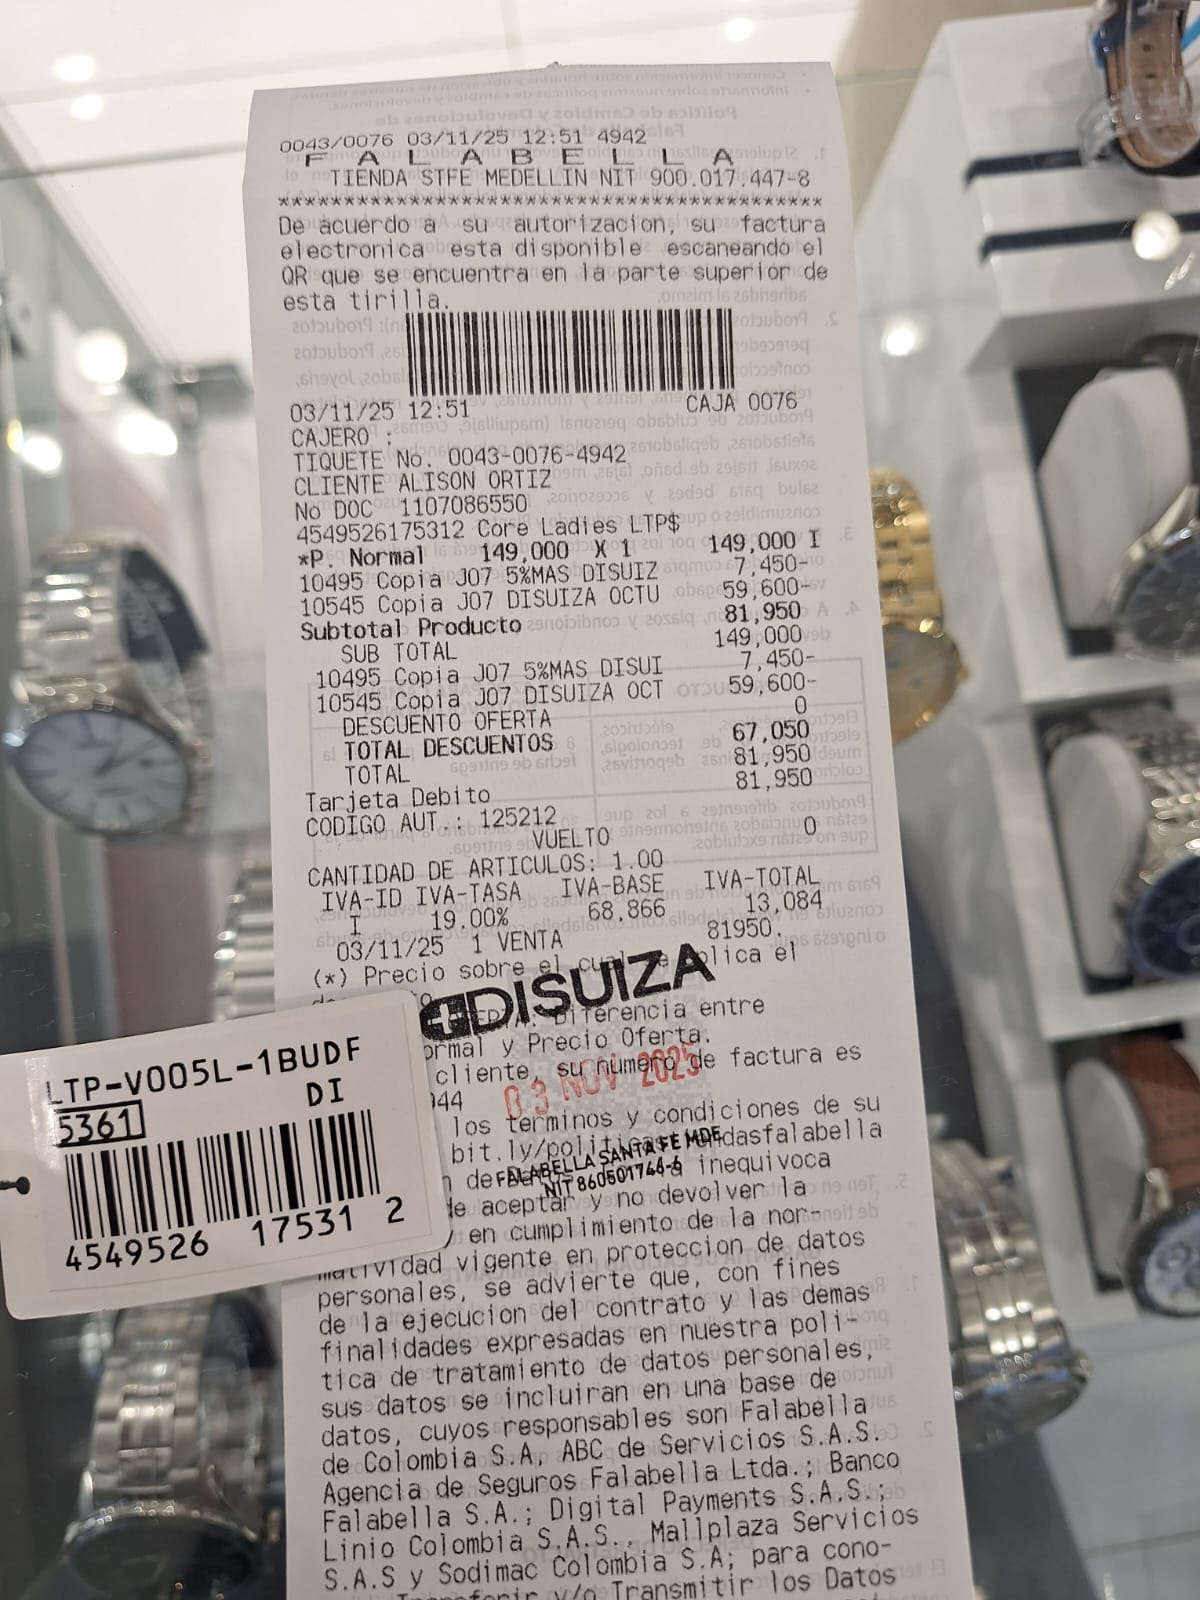 0043/0076 03/11/25 12:51 4942
F A L A B E L L A
TIENDA STFE MEDELLIN NIT 900.017.447-8
******************************************
De acuerdo a su autorizacion, su factura
electronica esta disponible escaneando el
QR que se encuentra en la parte superior de
esta tirilla.
03/11/25 12:51 CAJA 0076
CAJERO :
TIQUETE No. 0043-0076-4942
CLIENTE ALISON ORTIZ
No DOC 1107086550
4549526175312 Core Ladies LTP$
*P. Normal 149,000 X 1 149,000 I
10495 Copia J07 5%MAS DISUIZ 7,450-
10545 Copia J07 DISUIZA OCTU 59,600-
Subtotal Producto 81,950
SUB TOTAL 149,000
10495 Copia J07 5%MAS DISUI 7,450-
10545 Copia J07 DISUIZA OCT 59,600-
DESCUENTO OFERTA 0
TOTAL DESCUENTOS 67,050
TOTAL 81,950
Tarjeta Debito 81,950
CODIGO AUT.: 125212
VUELTO 0
CANTIDAD DE ARTICULOS: 1.00
IVA-ID IVA-TASA IVA-BASE IVA-TOTAL
I 19.00% 68,866 13,084
03/11/25 1 VENTA 81950.
(*) Precio sobre el cual se aplica el
DISUIZA
Diferencia entre
ormal y Precio Oferta.
cliente, su numero de factura es
03 NOV 2025
944
los terminos y condiciones de su
bit.ly/politicas
dasfalabella
FALABELLA SANTA FE MDE
NIT 860501744-6
inequivoca
de aceptar y no devolver la
y en cumplimiento de la nor-
matividad vigente en proteccion de datos
personales, se advierte que, con fines
de la ejecucion del contrato y las demas
finalidades expresadas en nuestra poli-
tica de tratamiento de datos personales,
sus datos se incluiran en una base de
datos, cuyos responsables son Falabella
de Colombia S.A, ABC de Servicios S.A.S.
Agencia de Seguros Falabella Ltda.; Banco
Falabella S.A.; Digital Payments S.A.S.;
Linio Colombia S.A.S., Mallplaza Servicios
S.A.S y Sodimac Colombia S.A; para cono-
Transmitir los Datos
LTP-V005L-1BUDF
DI
5361
4549526 17531 2